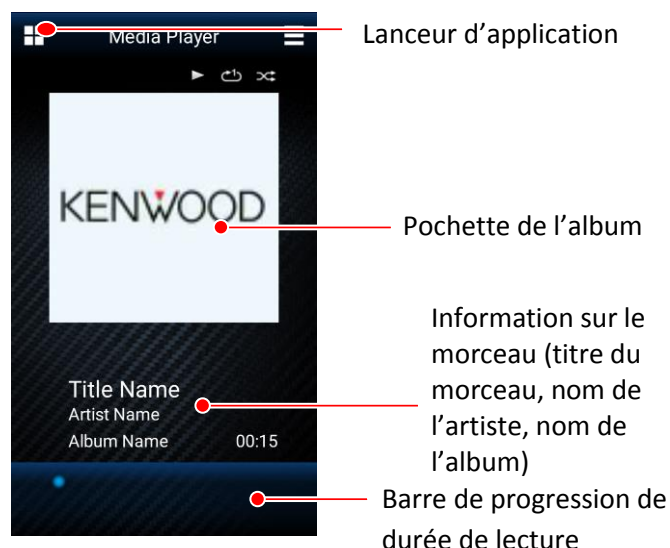 Media Player
Lanceur d’application
KENWOOD
Pochette de l’album
Information sur le
morceau (titre du
morceau, nom de
l’artiste, nom de
l’album)
Title Name
Artist Name
Album Name 00:15
Barre de progression de
durée de lecture